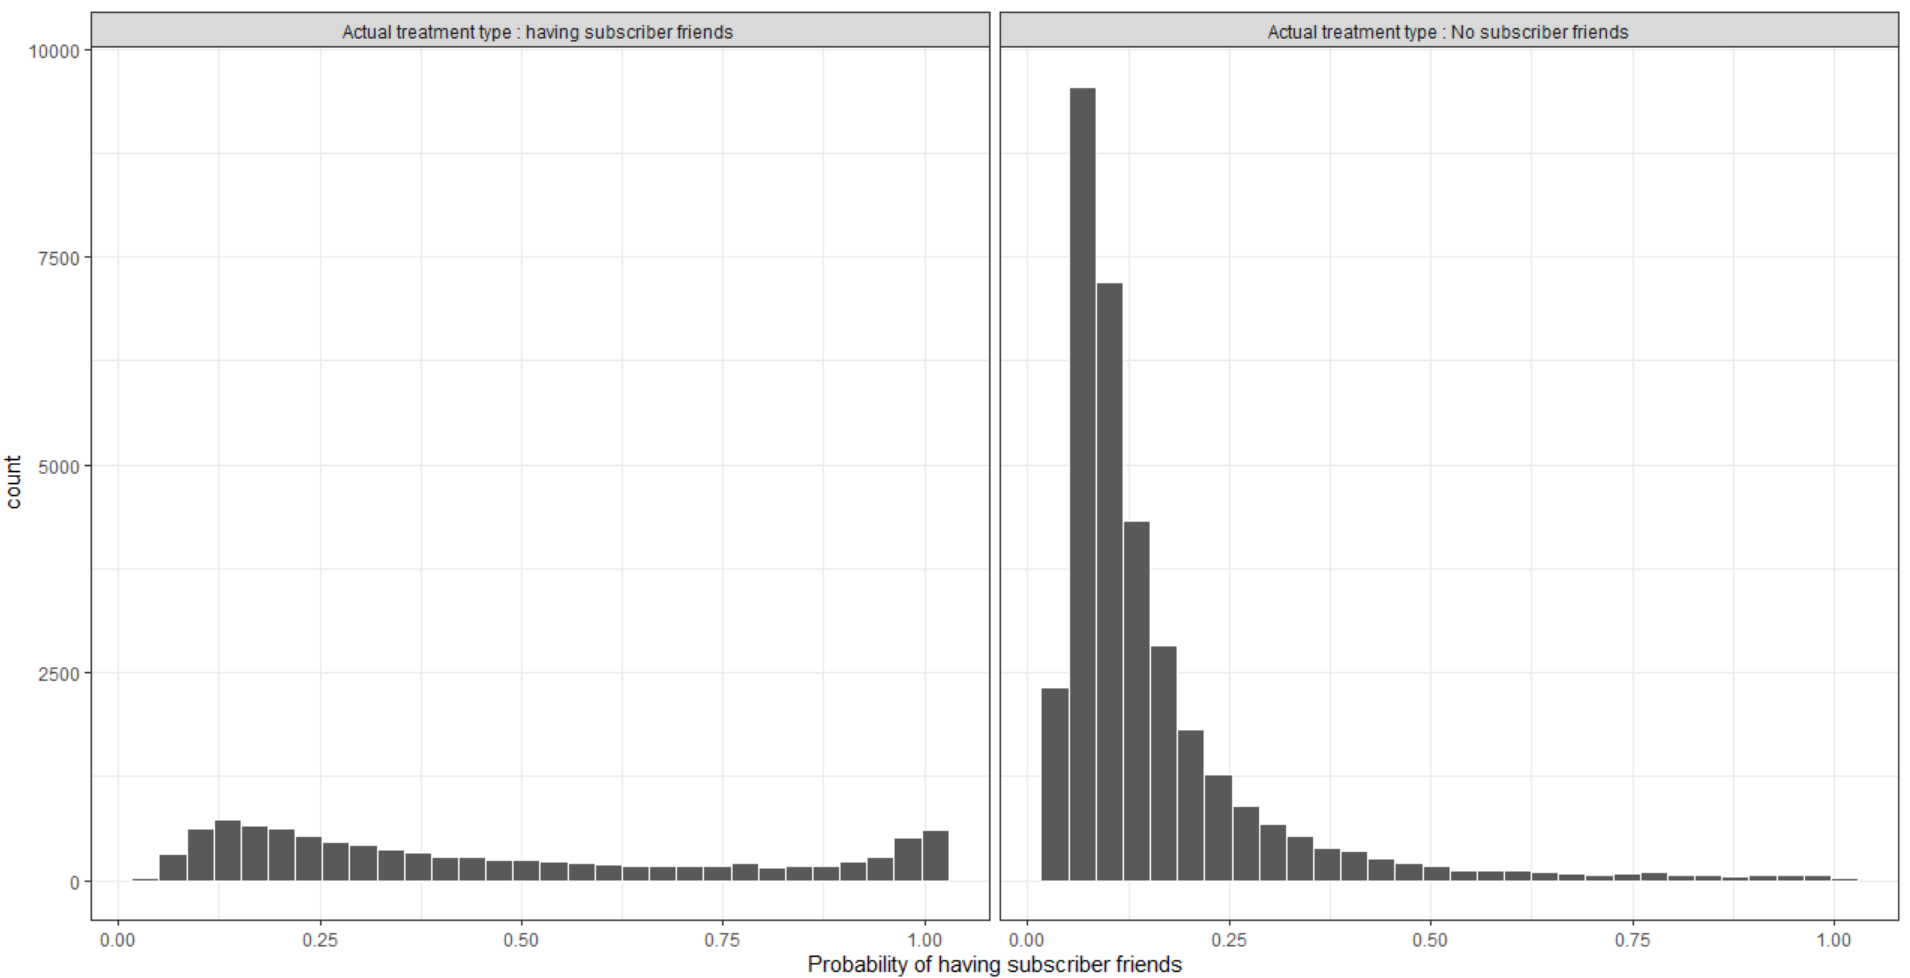 Actual treatment type : having subscriber friends
Actual treatment type : No subscriber friends
10000
7500
5000
2500
0
count
0.00 0.25 0.50 0.75 1.00
0.00 0.25 0.50 0.75 1.00
Probability of having subscriber friends